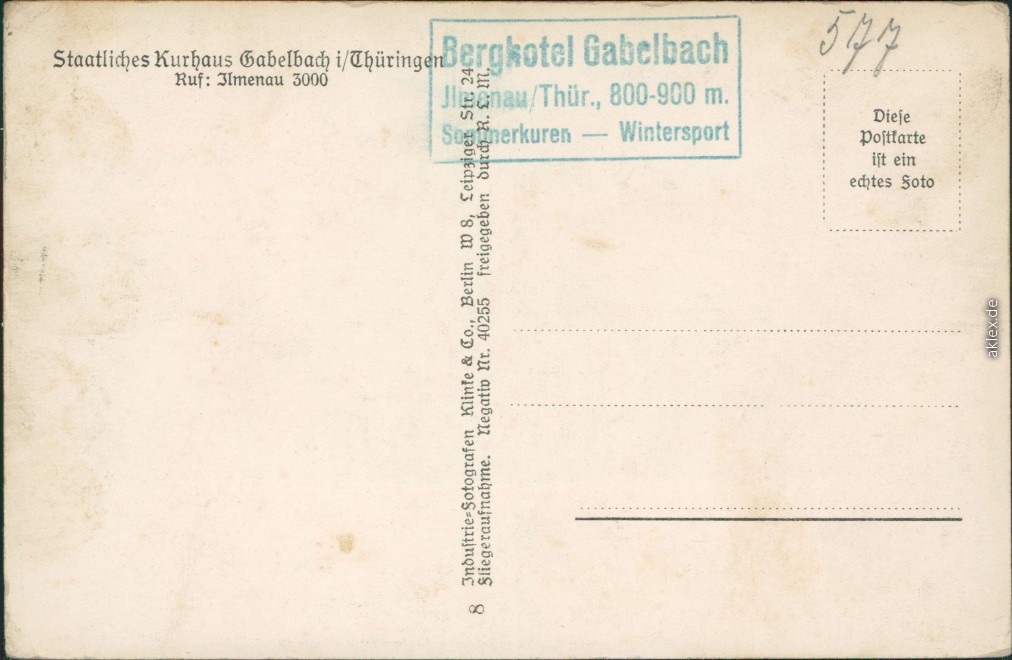 Staatliches Kurhaus Gabelbach i/Thüringen
Ruf: Ilmenau 3000
Berghotel Gabelbach
Jlmenau/Thür., 800-900 m.
Sommerkuren — Wintersport
577
Diese
Postkarte
ist ein
echtes Foto
8 Industrie-Fotografen Klinke & Co., Berlin W 8, Leipziger Str. 24
Fliegeraufnahme. Negativ Nr. 40255 freigegeben durch R. L. M.
aklex.de